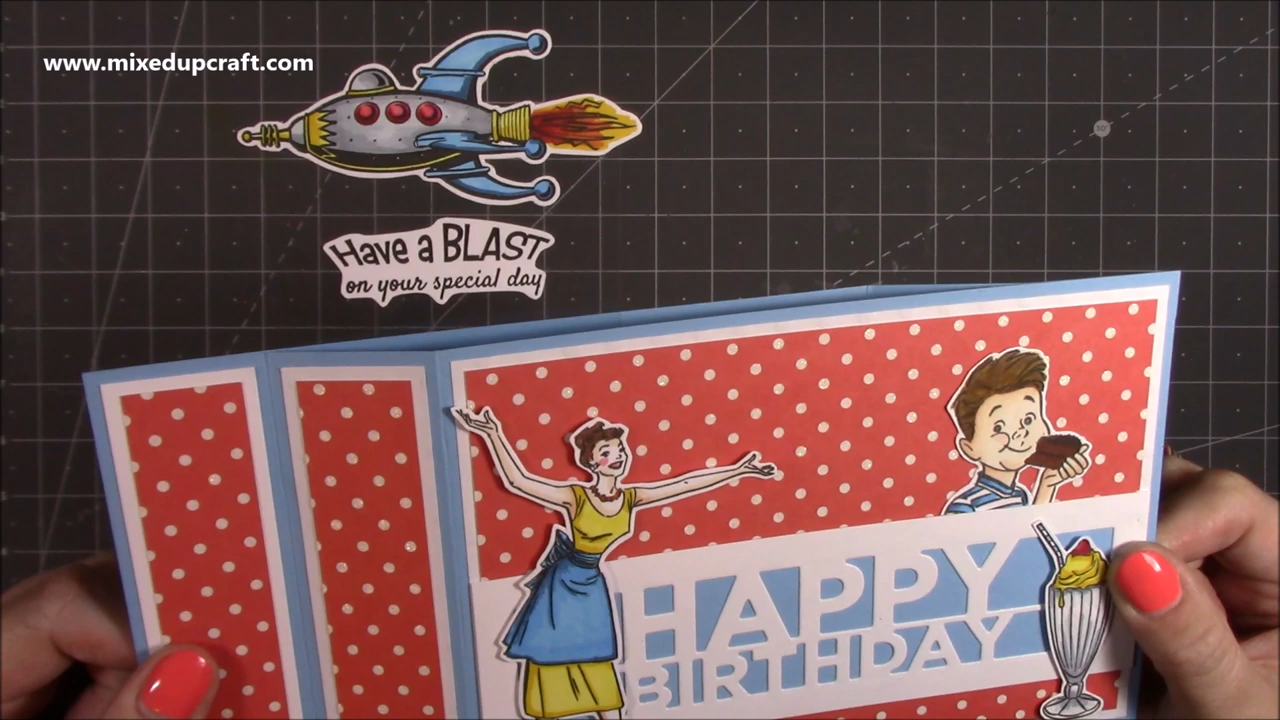 www.mixedupcraft.com
Have a BLAST
on your special day
HAPPY
BIRTHDAY